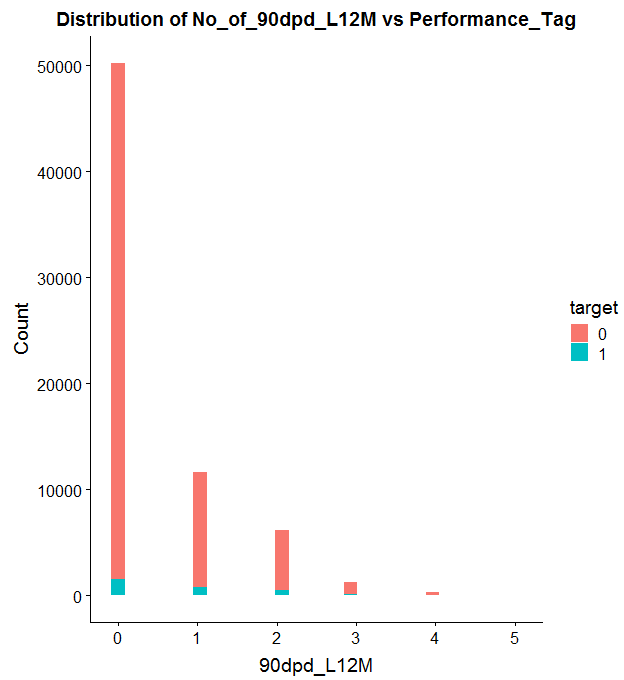 Distribution of No_of_90dpd_L12M vs Performance_Tag
50000
40000
30000
20000
10000
0
Count
0 1 2 3 4 5
90dpd_L12M
target
0
1